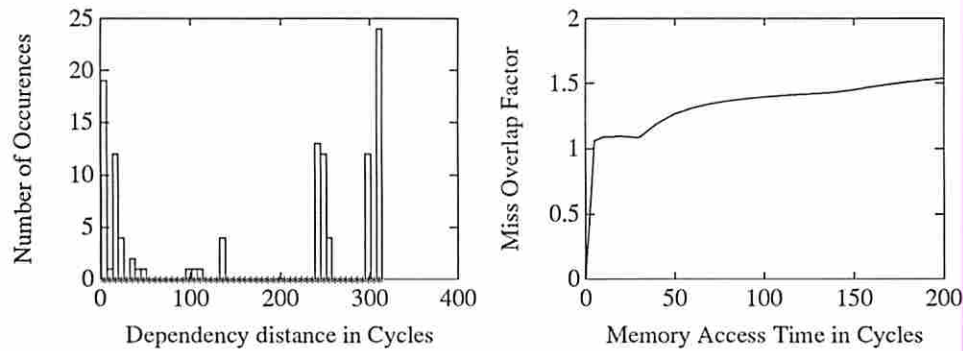 25
20
15
10
5
0
Number of Occurences
0 100 200 300 400
Dependency distance in Cycles
2
1.5
1
0.5
0
Miss Overlap Factor
0 50 100 150 200
Memory Access Time in Cycles